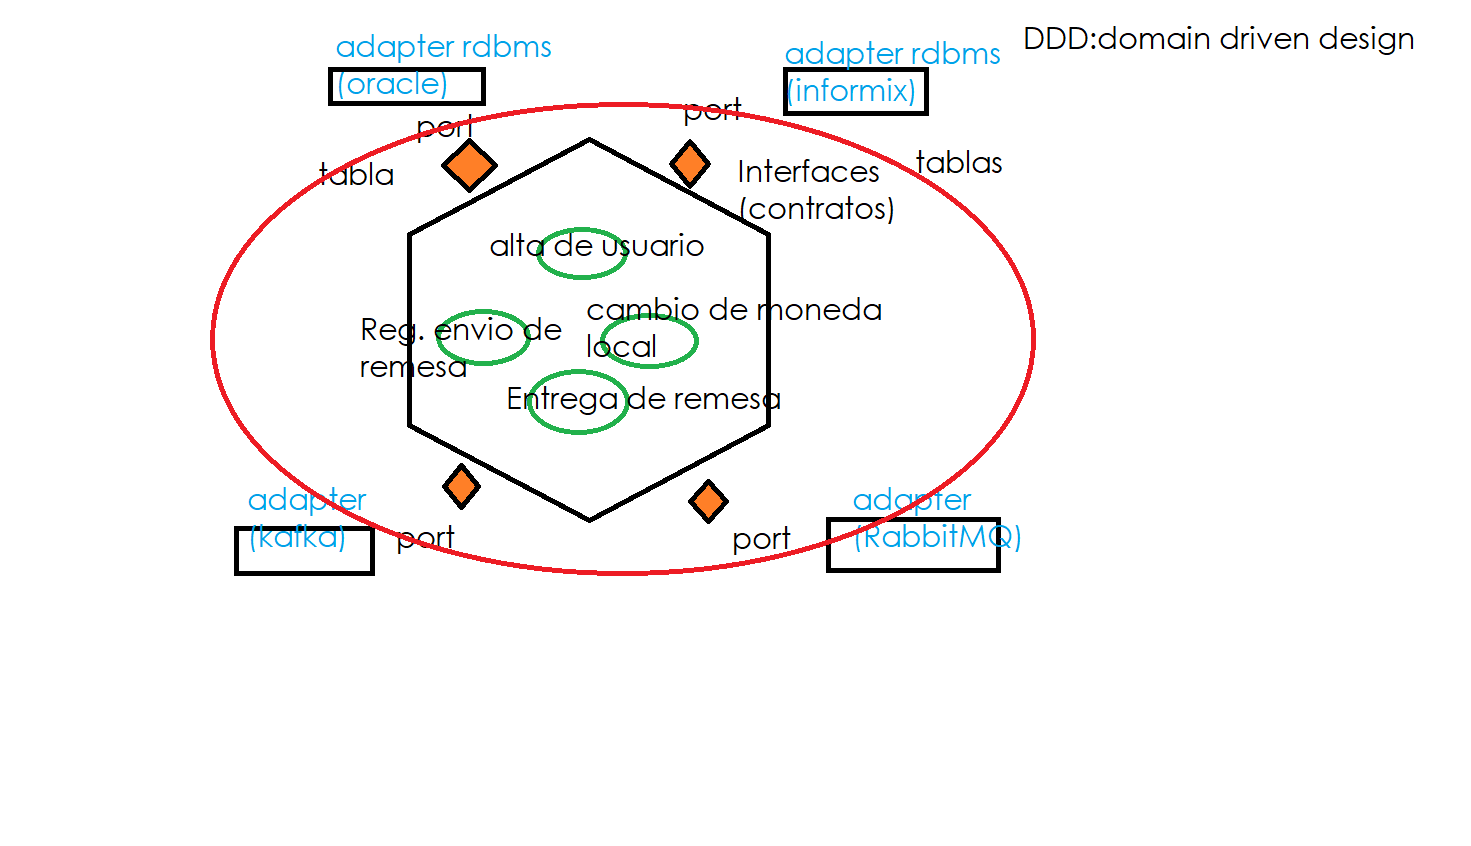 adapter rdbms
(oracle)
adapter rdbms
(informix)
DDD:domain driven design
port
port
tabla
Interfaces
(contratos)
tablas
alta de usuario
Reg. envio de
remesa
cambio de moneda
local
Entrega de remesa
adapter
(kafka)
port
port
adapter
(RabbitMQ)